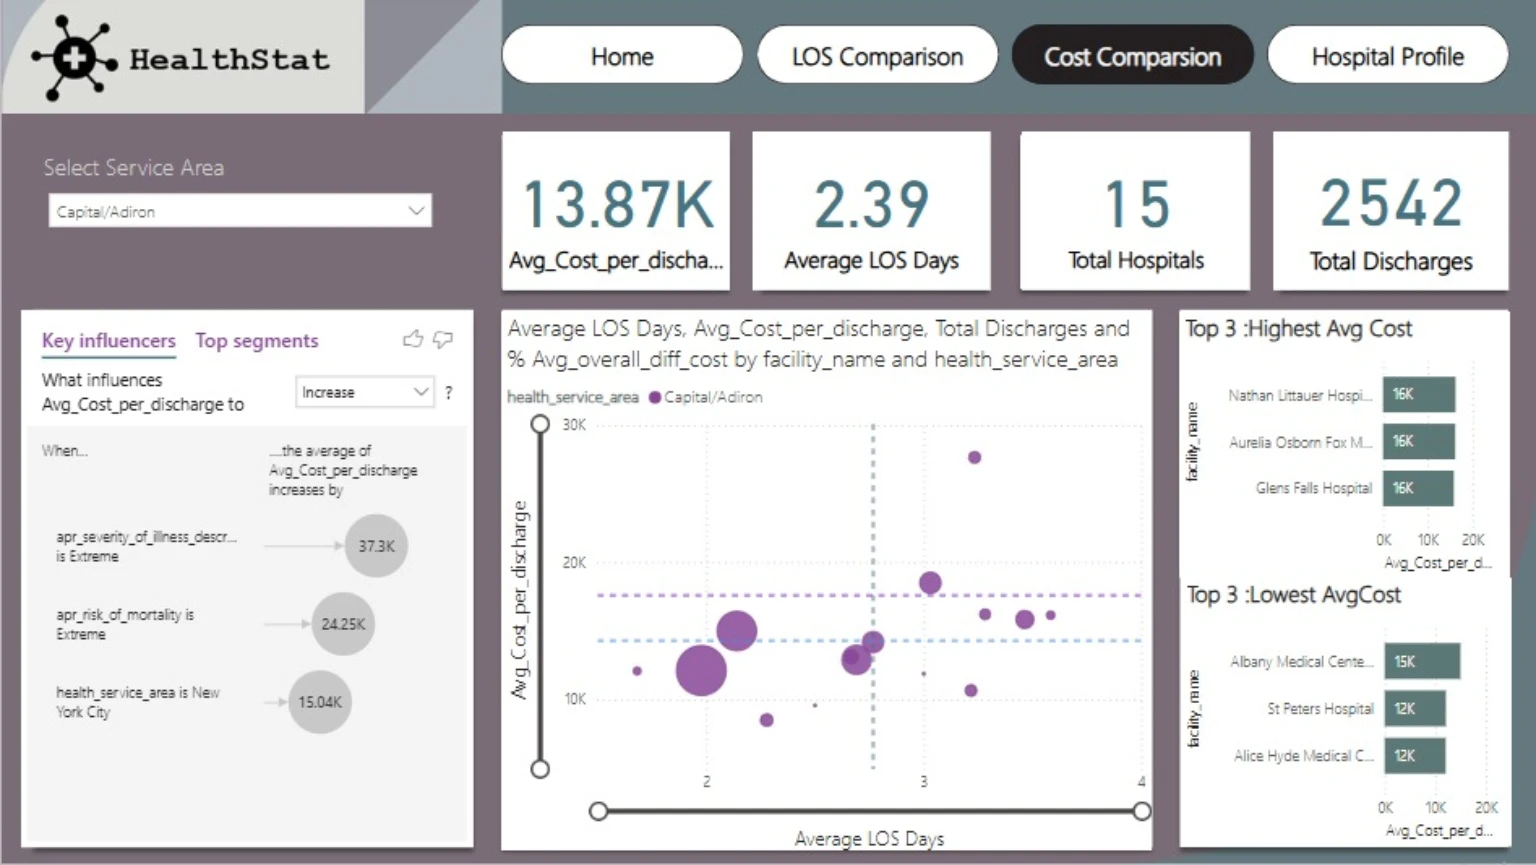 HealthStat
Home
LOS Comparison
Cost Comparsion
Hospital Profile
Select Service Area
Capital/Adiron
13.87K
Avg_Cost_per_discha...
2.39
Average LOS Days
15
Total Hospitals
2542
Total Discharges
Key influencers
Top segments
What influences
Avg_Cost_per_discharge to
Increase
?
When...
....the average of
Avg_Cost_per_discharge
increases by
apr_severity_of_illness_descr...
is Extreme
37.3K
apr_risk_of_mortality is
Extreme
24.25K
health_service_area is New
York City
15.04K
Average LOS Days, Avg_Cost_per_discharge, Total Discharges and
% Avg_overall_diff_cost by facility_name and health_service_area
health_service_area
Capital/Adiron
Avg_Cost_per_discharge
30K
20K
10K
2
3
4
Average LOS Days
Top 3 :Highest Avg Cost
facility_name
Nathan Littauer Hospi...
16K
Aurelia Osborn Fox M...
16K
Glens Falls Hospital
16K
0K
10K
20K
Avg_Cost_per_d...
Top 3 :Lowest AvgCost
facility_name
Albany Medical Cente...
15K
St Peters Hospital
12K
Alice Hyde Medical C...
12K
0K
10K
20K
Avg_Cost_per_d...